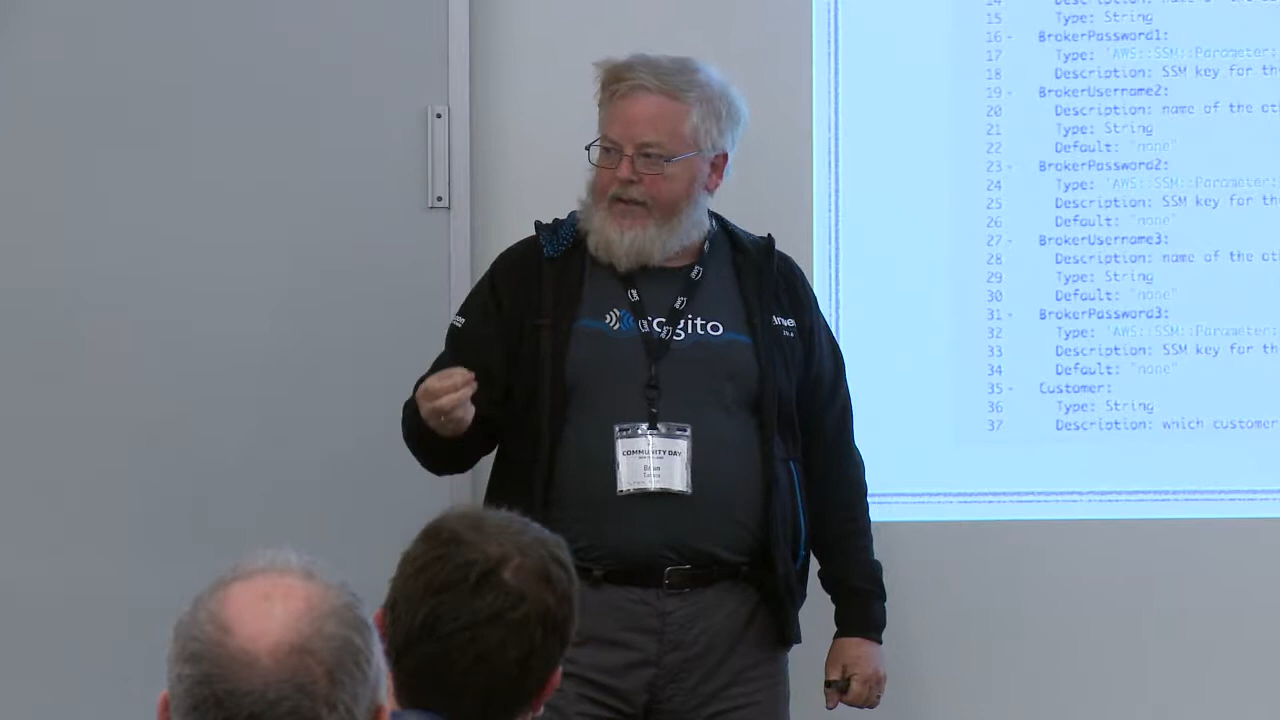 15 Type: String
16 - BrokerPassword1:
17 Type: 'AWS::SSM::Parameter:
18 Description: SSM key for th
19 - BrokerUsername2:
20 Description: name of the ot
21 Type: String
22 Default: "none"
23 - BrokerPassword2:
24 Type: 'AWS::SSM::Parameter:
25 Description: SSM key for th
26 Default: "none"
27 - BrokerUsername3:
28 Description: name of the ot
29 Type: String
30 Default: "none"
31 - BrokerPassword3:
32 Type: 'AWS::SSM::Parameter:
33 Description: SSM key for th
34 Default: "none"
35 - Customer:
36 Type: String
37 Description: which customer
aws
aws
aws
COMMUNITY DAY
Brian